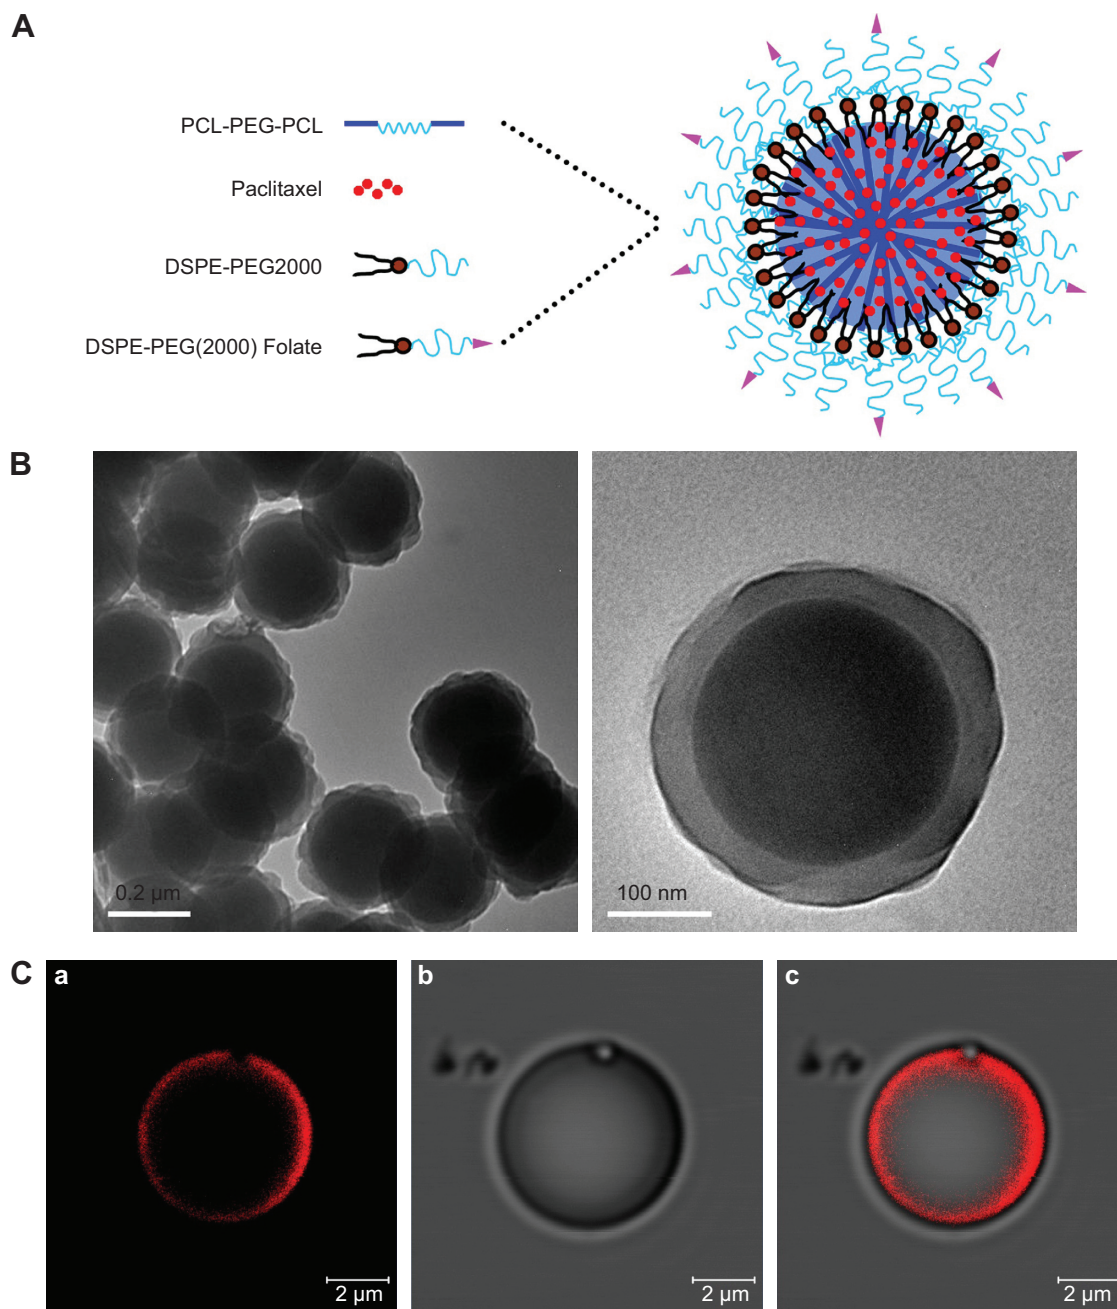 A
PCL-PEG-PCL
Paclitaxel
DSPE-PEG2000
DSPE-PEG(2000) Folate
B
0.2 µm
100 nm
C
a
b
c
2 µm
2 µm
2 µm